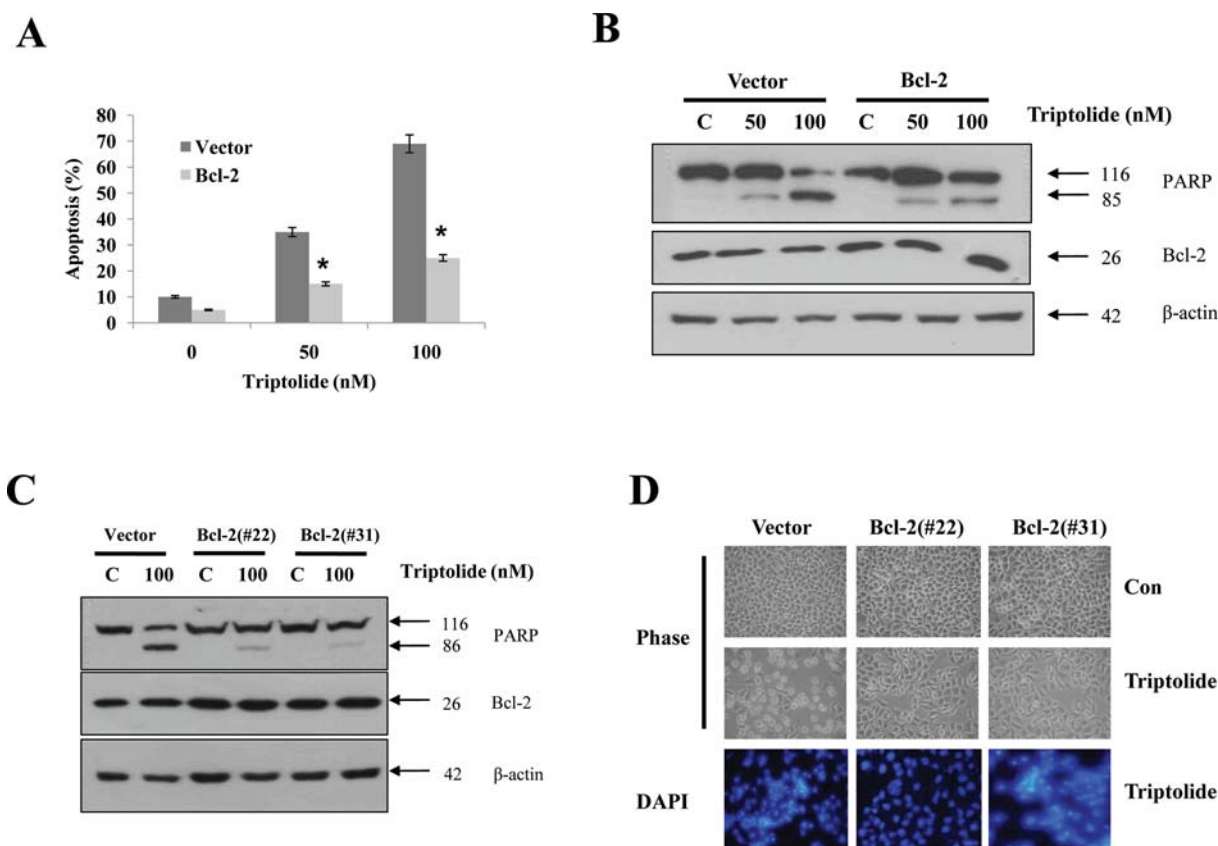 A
80
70
60
50
40
30
20
10
0
Apoptosis (%)
Vector
Bcl-2
*
*
0 50 100
Triptolide (nM)
B
Vector Bcl-2
C 50 100 C 50 100 Triptolide (nM)
116 PARP
85
26 Bcl-2
42 β-actin
C
Vector Bcl-2(#22) Bcl-2(#31)
C 100 C 100 C 100 Triptolide (nM)
116 PARP
86
26 Bcl-2
42 β-actin
D
Vector Bcl-2(#22) Bcl-2(#31)
Phase
Con
Triptolide
DAPI
Triptolide